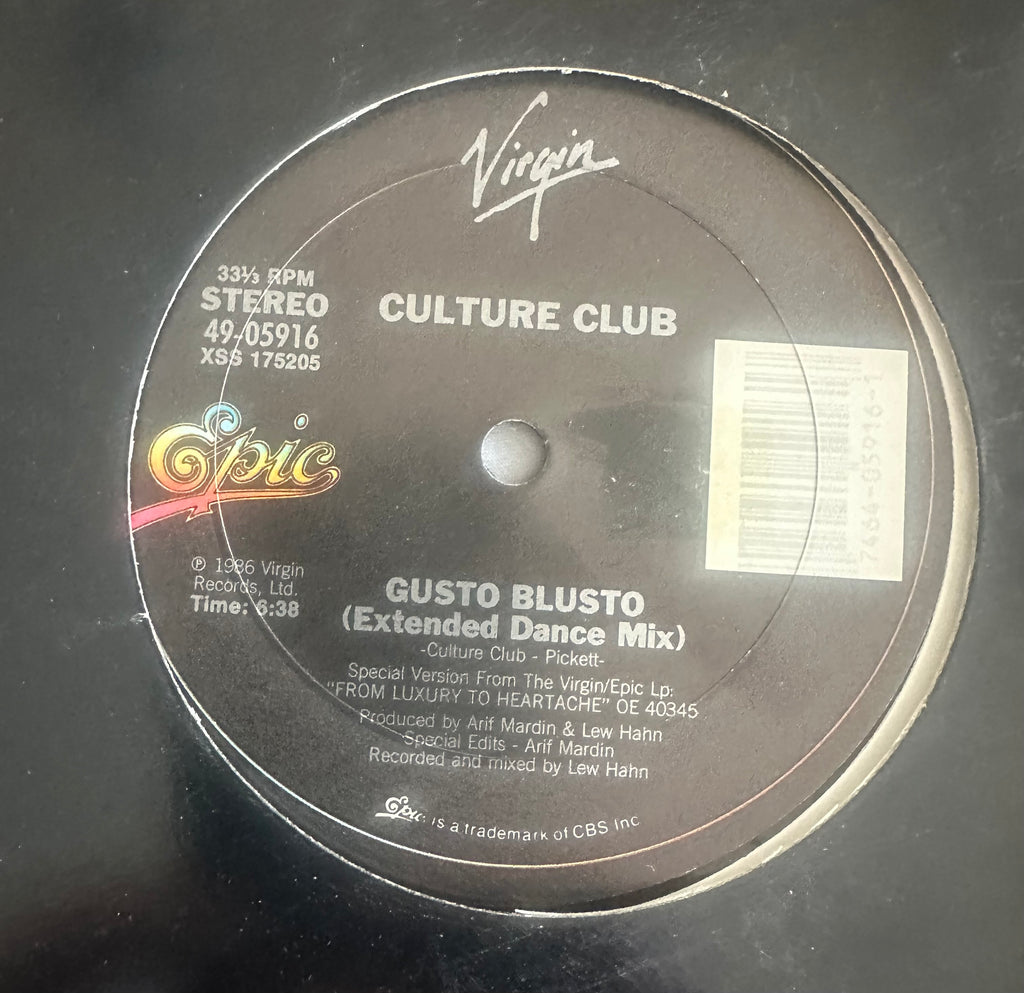 Virgin
33⅓ RPM
STEREO
49-05916
XSS 175205
CULTURE CLUB
7464-05916-1
Epic
℗ 1986 Virgin
Records, Ltd.
Time: 6:38
GUSTO BLUSTO
(Extended Dance Mix)
-Culture Club - Pickett-
Special Version From The Virgin/Epic Lp:
"FROM LUXURY TO HEARTACHE" OE 40345
Produced by Arif Mardin & Lew Hahn
Special Edits - Arif Mardin
Recorded and mixed by Lew Hahn
Epic is a trademark of CBS Inc